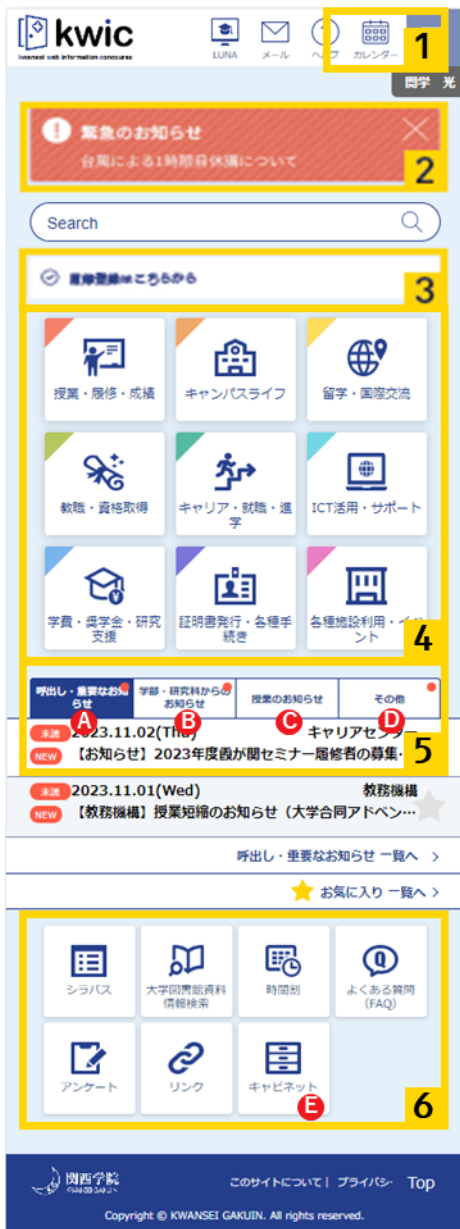 kwic
kwansei web information concourse
LUNA
メール
ヘルプ
カレンダー
1
関学 光
緊急のお知らせ
台風による1時限目休講について
2
Search
履修登録はこちらから
3
授業・履修・成績
キャンパスライフ
留学・国際交流
教職・資格取得
キャリア・就職・進
学
ICT活用・サポート
学費・奨学金・研究
支援
証明書発行・各種手
続き
各種施設利用・イベ
ント
4
呼出し・重要なお知
らせ
学部・研究科からの
お知らせ
授業のお知らせ
その他
A
B
C
D
未読 2023.11.02(Thu) キャリアセンター
NEW 【お知らせ】2023年度霞が関セミナー履修者の募集・
5
未読 2023.11.01(Wed) 教務機構
NEW 【教務機構】授業短縮のお知らせ（大学合同アドベン…
呼出し・重要なお知らせ 一覧へ >
お気に入り 一覧へ >
シラバス
大学図書館資料
情報検索
時間割
よくある質問
(FAQ)
アンケート
リンク
キャビネット
E
6
関西学院
KWANSEI GAKUIN
このサイトについて | プライバシ- Top
Copyright © KWANSEI GAKUIN. All rights reserved.